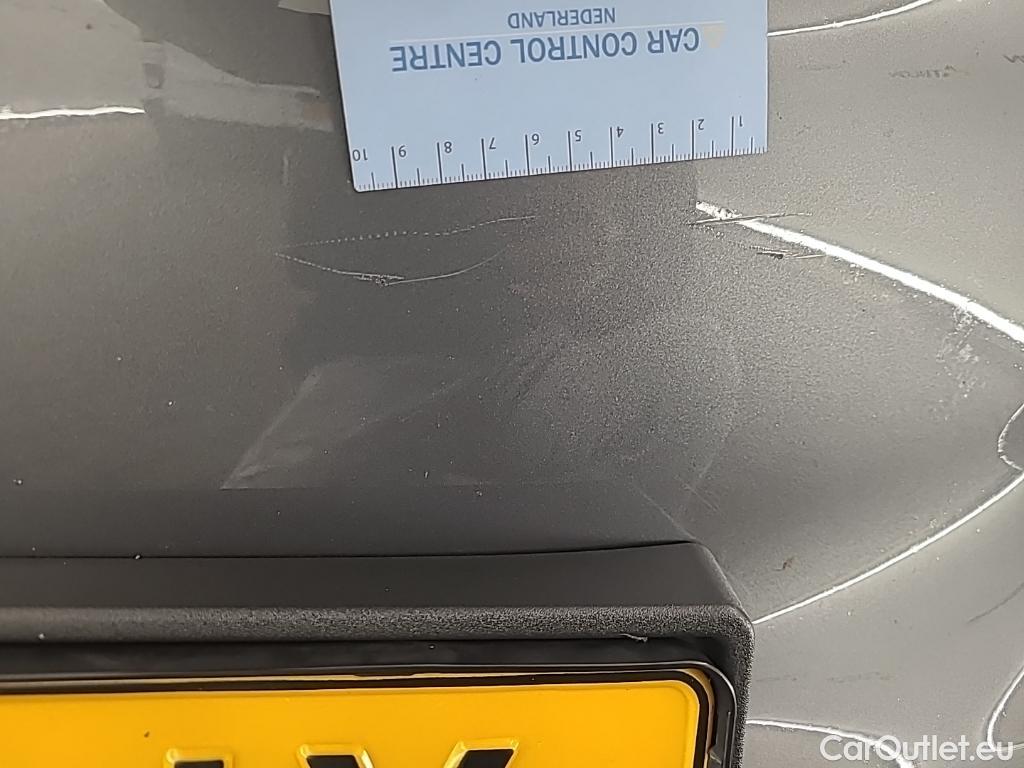 NEDERLAND
CAR CONTROL CENTRE
10 9 8 7 6 5 4 3 2 1
CarOutlet.eu